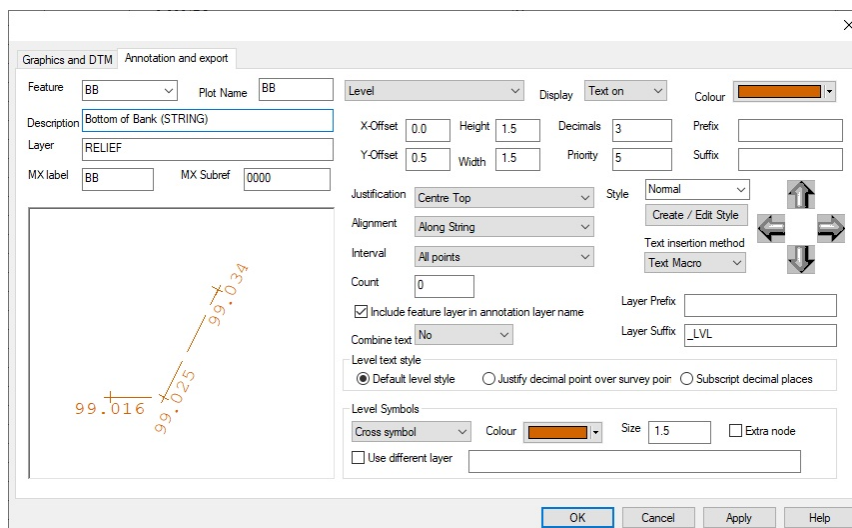 Graphics and DTM
Annotation and export
Feature BB
Plot Name BB
Description Bottom of Bank (STRING)
Layer RELIEF
MX label BB
MX Subref 0000
99.016
99.025
99.034
Level
Display Text on
Colour
X-Offset 0.0 Height 1.5 Decimals 3 Prefix
Y-Offset 0.5 Width 1.5 Priority 5 Suffix
Justification Centre Top
Style Normal
Create / Edit Style
Alignment Along String
Text insertion method
Text Macro
Interval All points
Count 0
Include feature layer in annotation layer name
Layer Prefix
Combine text No
Layer Suffix _LVL
Level text style
Default level style
Justify decimal point over survey poir
Subscript decimal places
Level Symbols
Cross symbol
Colour
Size 1.5
Extra node
Use different layer
OK
Cancel
Apply
Help